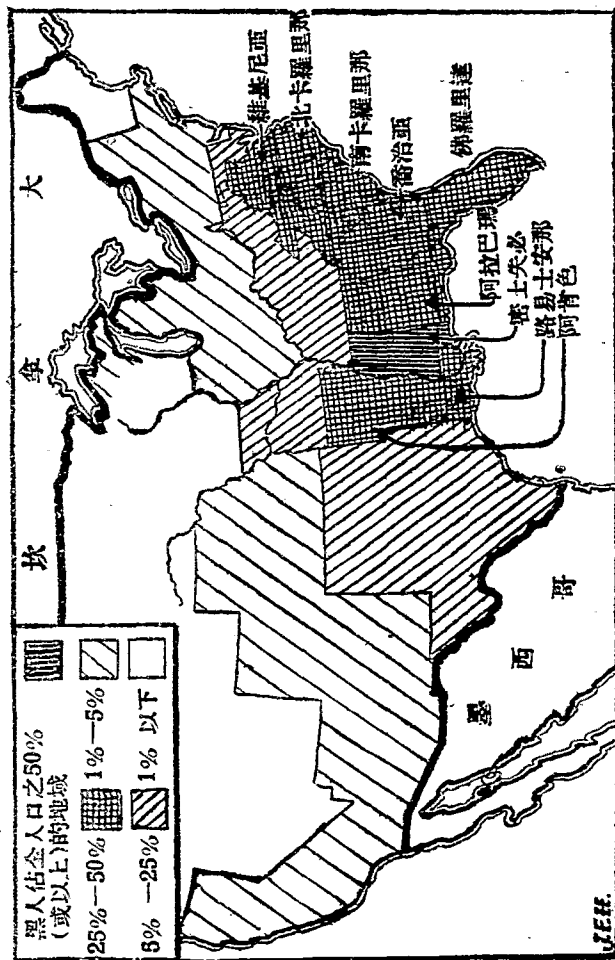 黑人佔全人口之50%
(或以上)的地域
25%—50% 1%—5%
5%—25% 1%以下
坎拿大
維基尼亞
北卡羅里那
南卡羅里那
喬治亞
佛羅里達
阿拉巴瑪
密士失必
路易士安那
阿肯色
墨西哥
J.F.H.